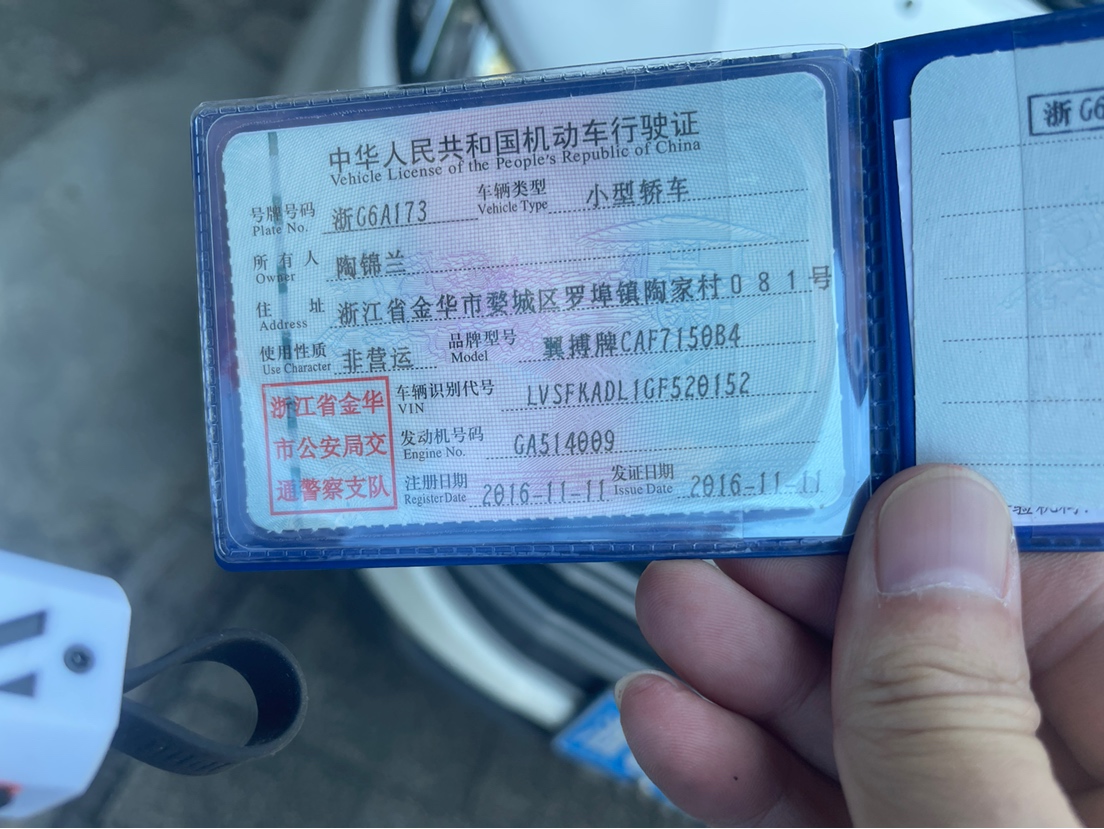 中华人民共和国机动车行驶证
Vehicle License of the People's Republic of China
号牌号码 浙G6A173 车辆类型 小型轿车
Plate No. Vehicle Type
所有人 陶锦兰
Owner
住址 浙江省金华市婺城区罗埠镇陶家村081号
Address
使用性质 非营运 品牌型号 翼搏牌CAF7150B4
Use Character Model
浙江省金华
市公安局交
通警察支队
车辆识别代号 LVSFKADL1GF520152
VIN
发动机号码 GA514009
Engine No.
注册日期 2016-11-11 发证日期 2016-11-11
Register Date Issue Date
浙G6